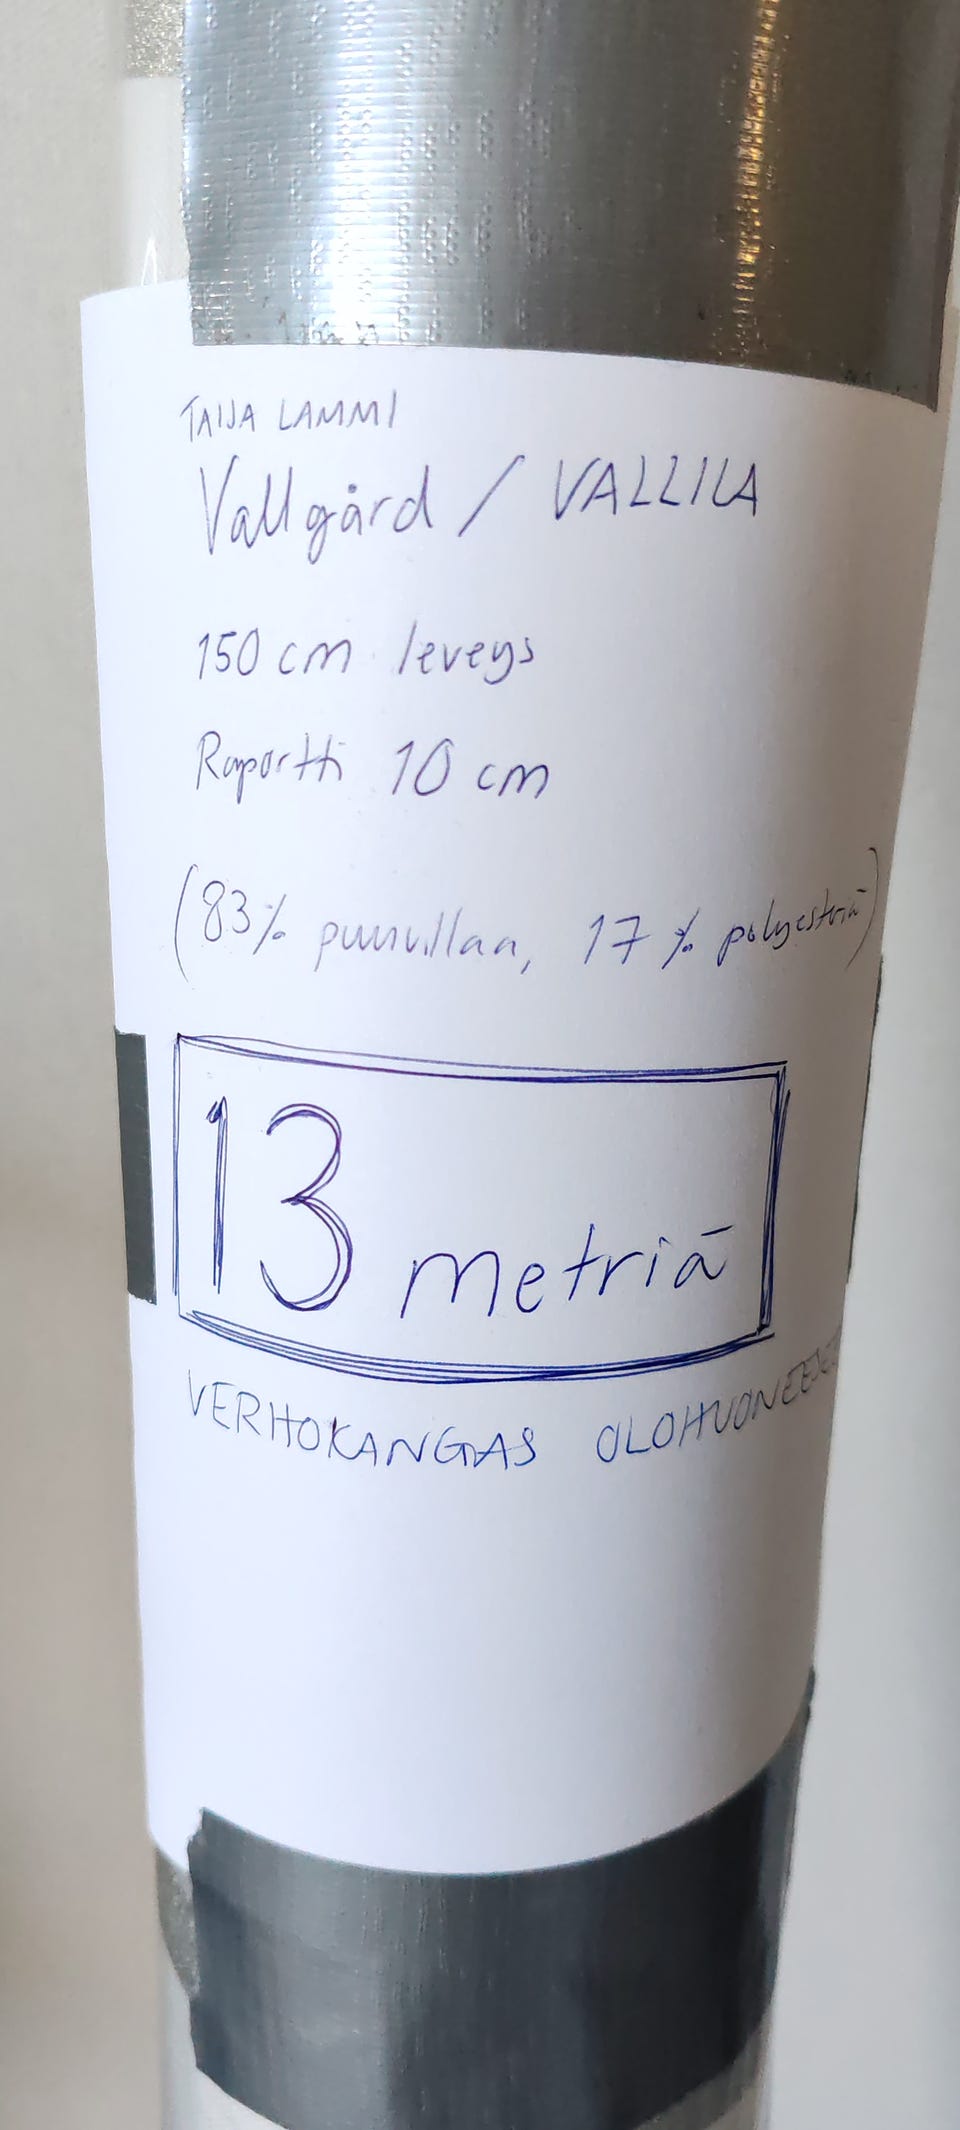 TAIJA LAMMI
Vallgård / VALLILA
150 cm leveys
Raportti 10 cm
(83% puuvillaa, 17 % polyesteriä)
13 metriä
VERHOKANGAS